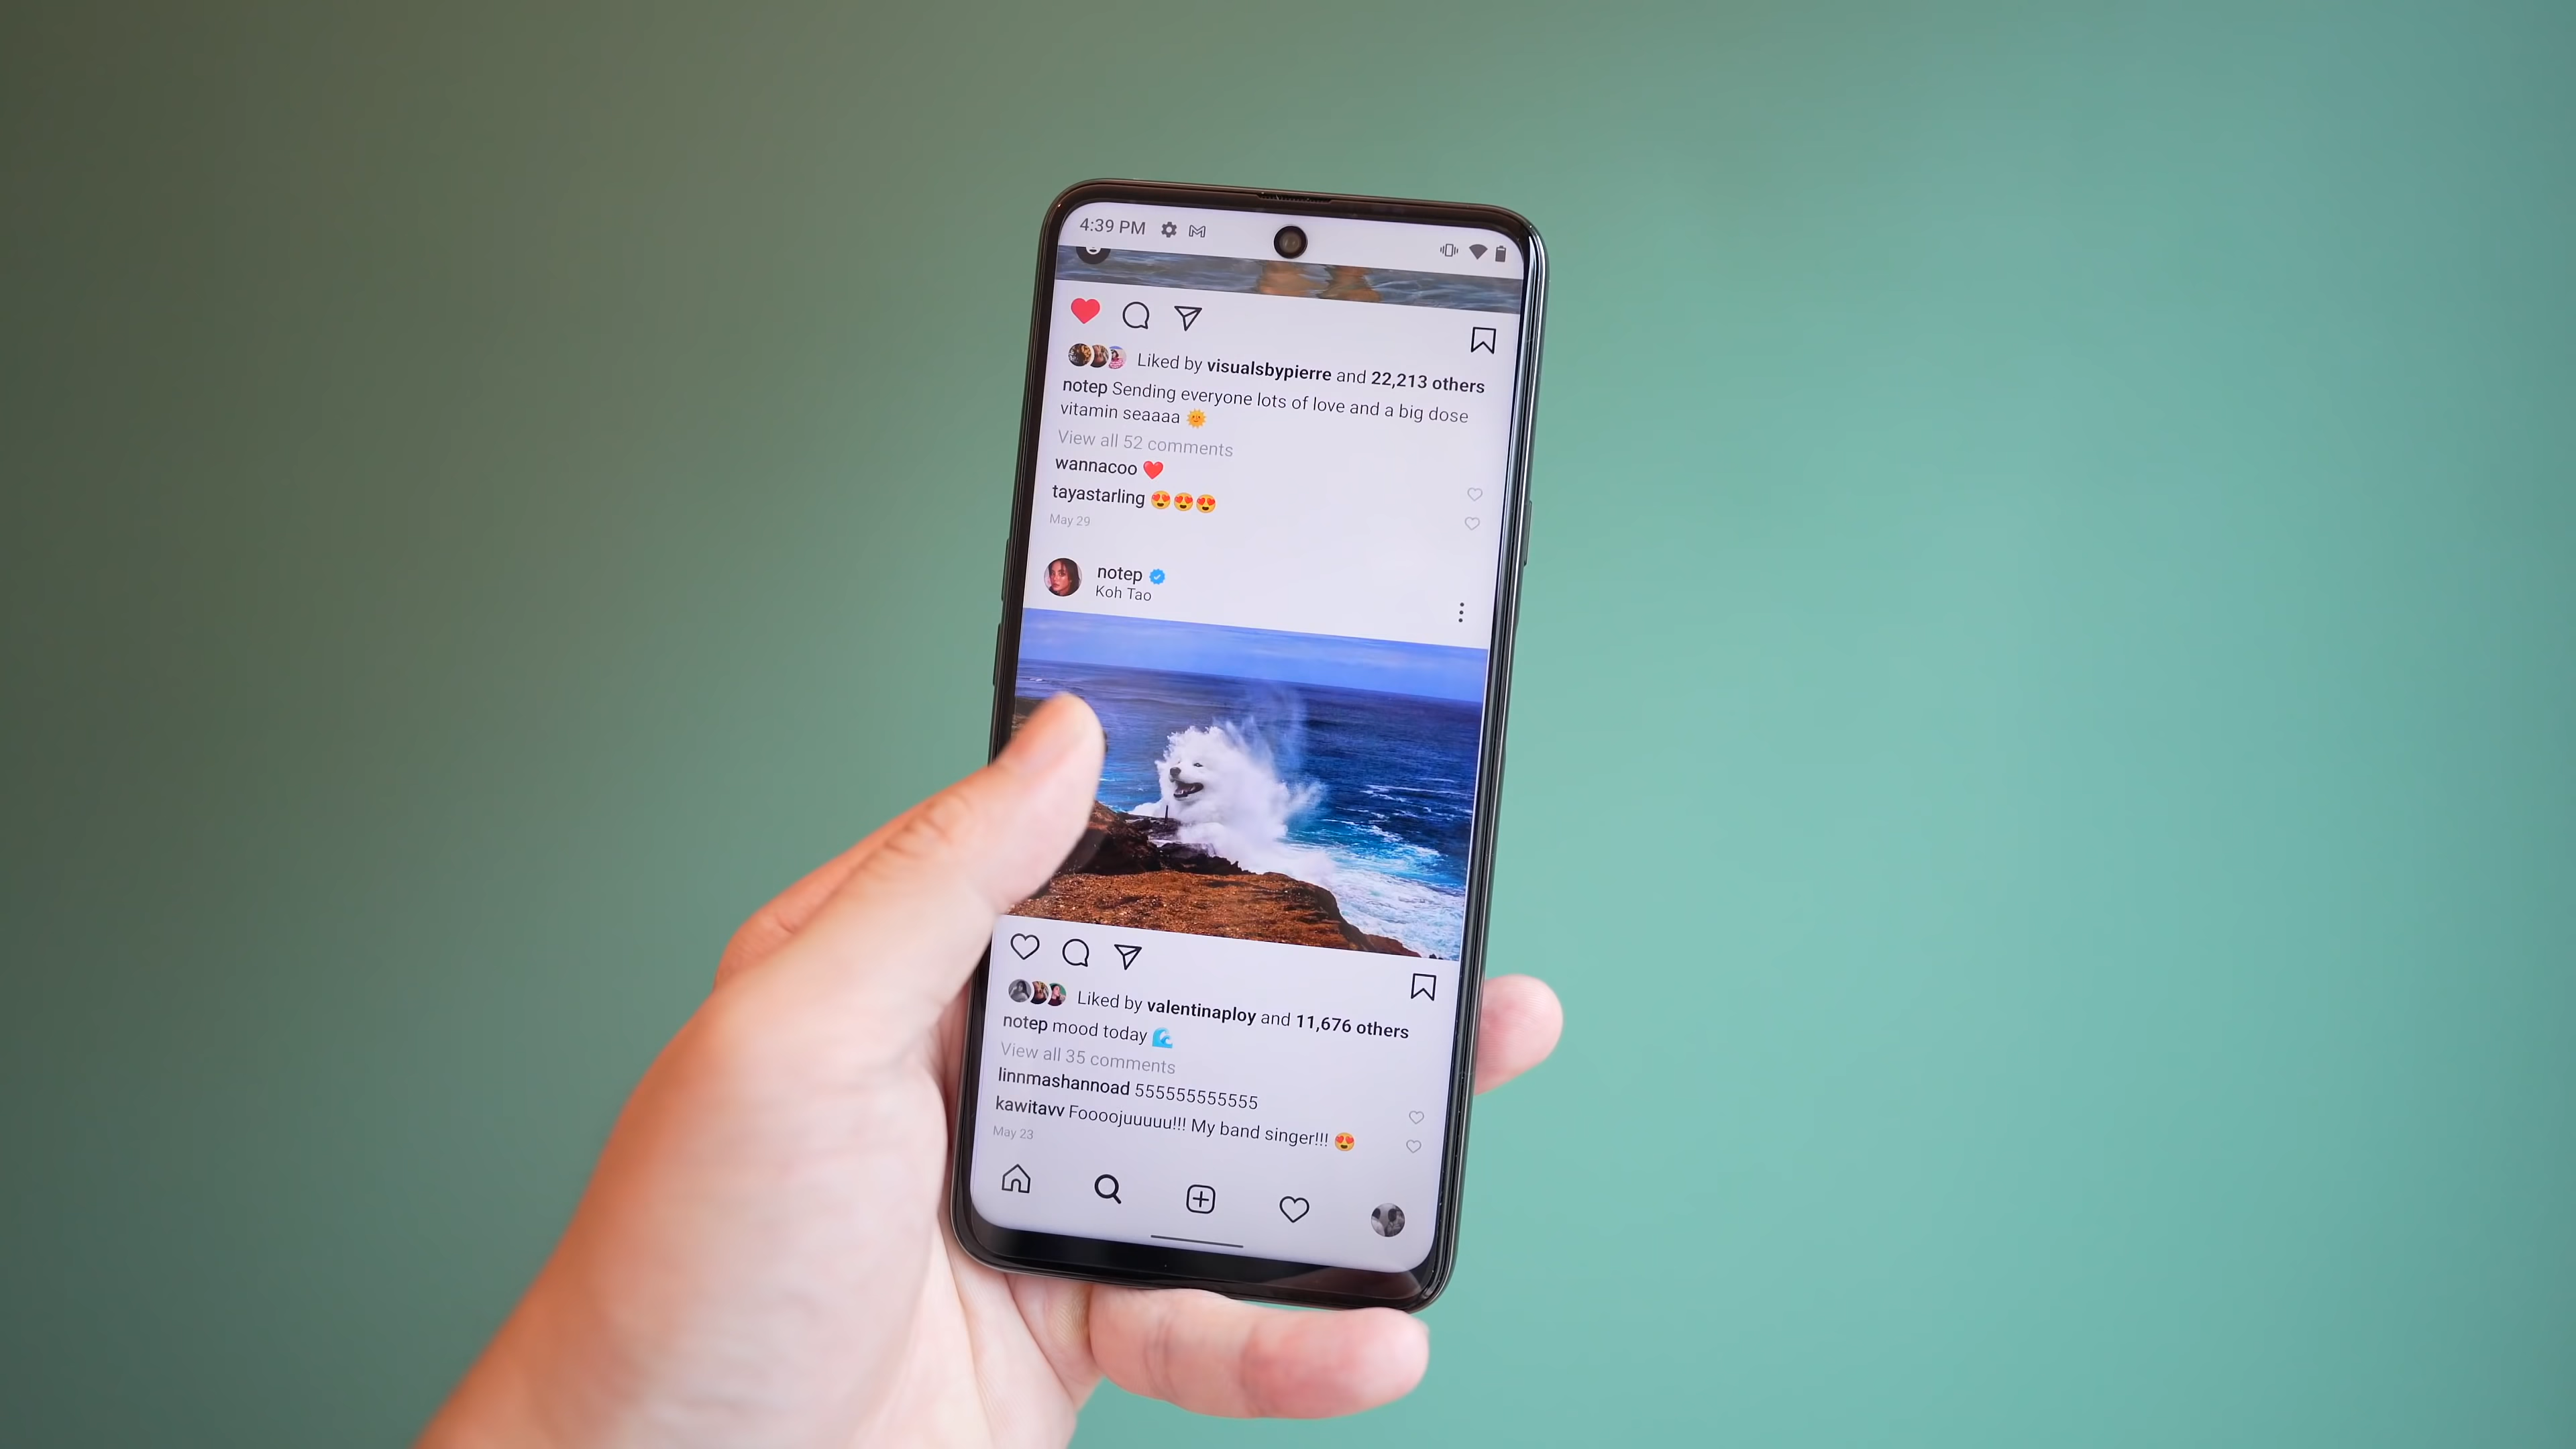 4:39 PM
Liked by visualsbypierre and 22,213 others
notep Sending everyone lots of love and a big dose
vitamin seaaaa 🌞
View all 52 comments
wannacoo ❤️
tayastarling 😍😍😍
May 29
notep
Koh Tao
Liked by valentinaploy and 11,676 others
notep mood today 🌊
View all 35 comments
linnmashannoad 555555555555
kawitavv Foooojuuuuu!!! My band singer!!! 😍
May 23